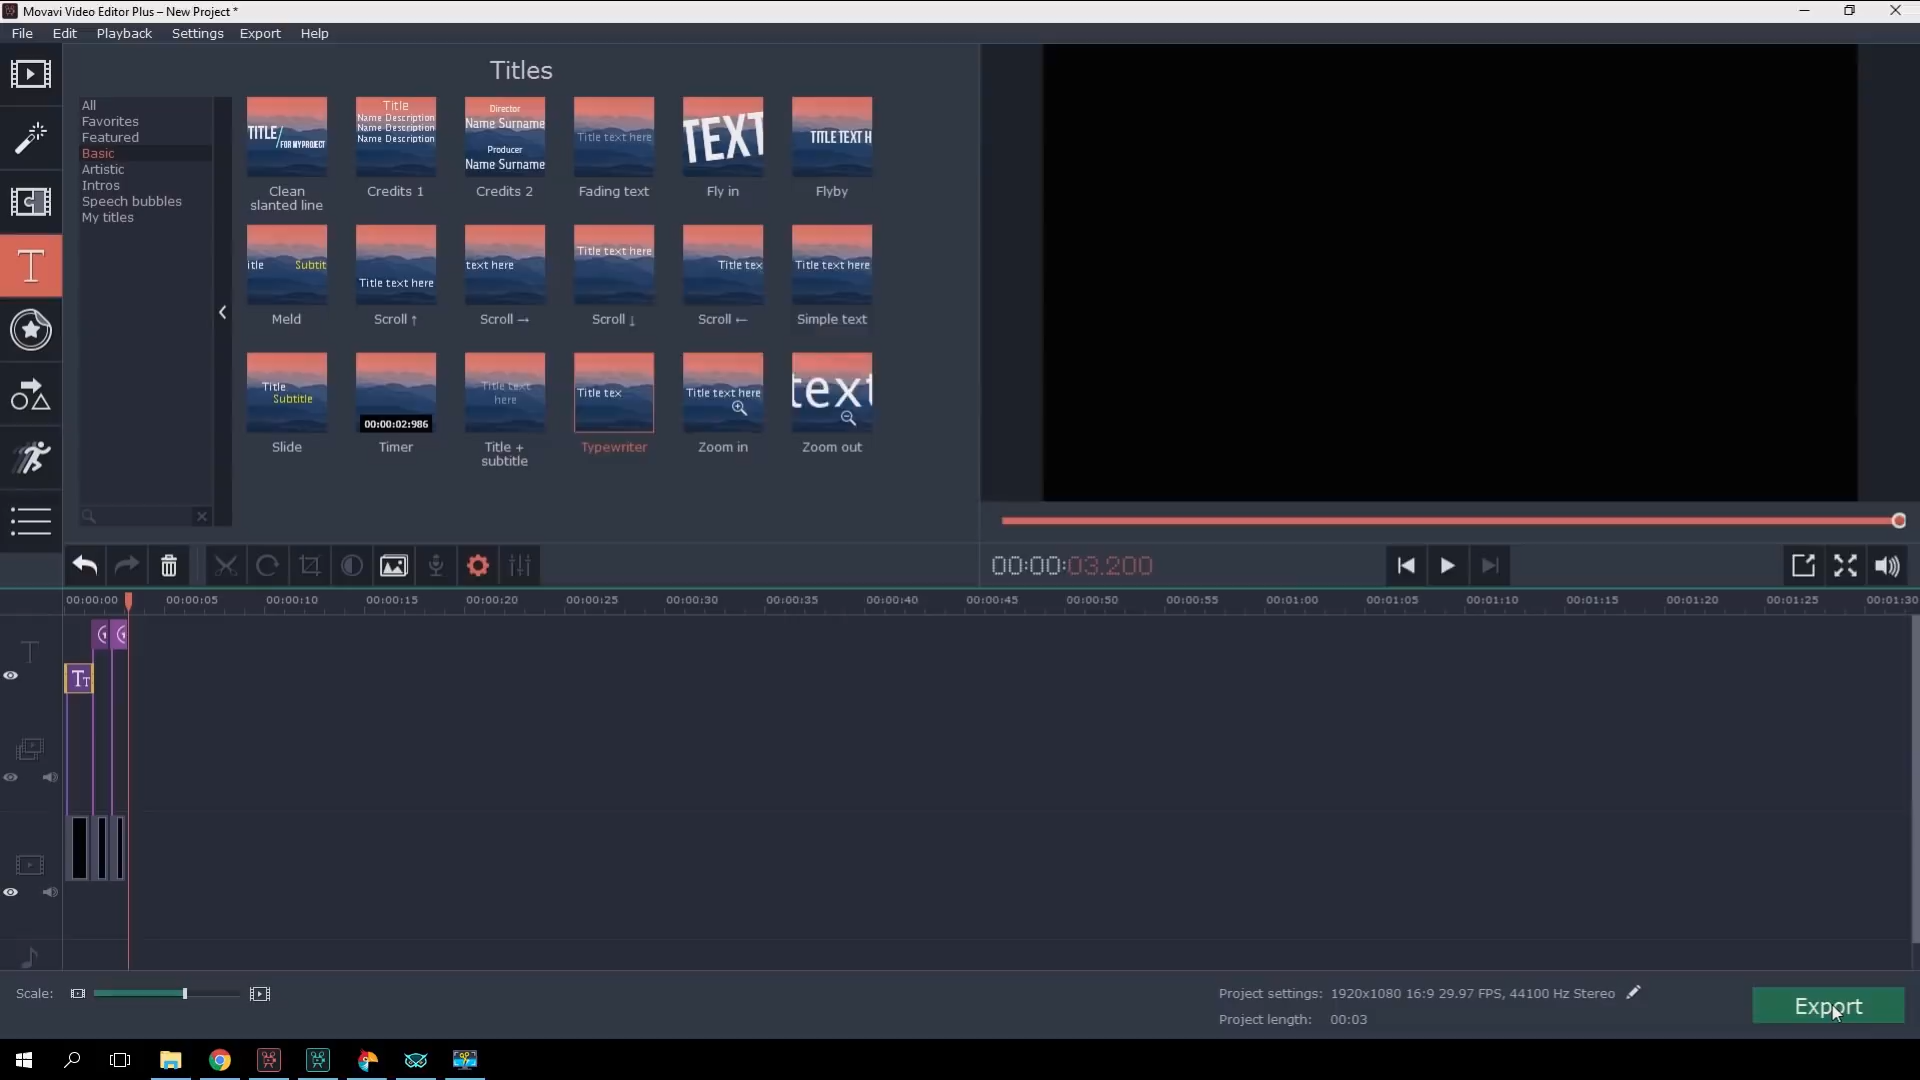 Movavi Video Editor Plus – New Project *
File Edit Playback Settings Export Help
Titles
All
Favorites
Featured
Basic
Artistic
Intros
Speech bubbles
My titles
TITLE/
FOR MY PROJECT
Clean
slanted line
Title
Name Description
Name Description
Name Description
Credits 1
Director
Name Surname
Producer
Name Surname
Credits 2
Title text here
Fading text
TEXT
Fly in
TITLE TEXT H
Flyby
itle Subtit
Meld
Title text here
Scroll ↑
text here
Scroll →
Title text here
Scroll ↓
Title tex
Scroll ←
Title text here
Simple text
Title
Subtitle
Slide
00:00:02:986
Timer
Title text
here
Title +
subtitle
Title tex
Typewriter
Title text here
Zoom in
text
Zoom out
00:00:03.200
00:00:00 00:00:05 00:00:10 00:00:15 00:00:20 00:00:25 00:00:30 00:00:35 00:00:40 00:00:45 00:00:50 00:00:55 00:01:00 00:01:05 00:01:10 00:01:15 00:01:20 00:01:25 00:01:30
Scale:
Project settings: 1920x1080 16:9 29.97 FPS, 44100 Hz Stereo
Project length: 00:03
Export